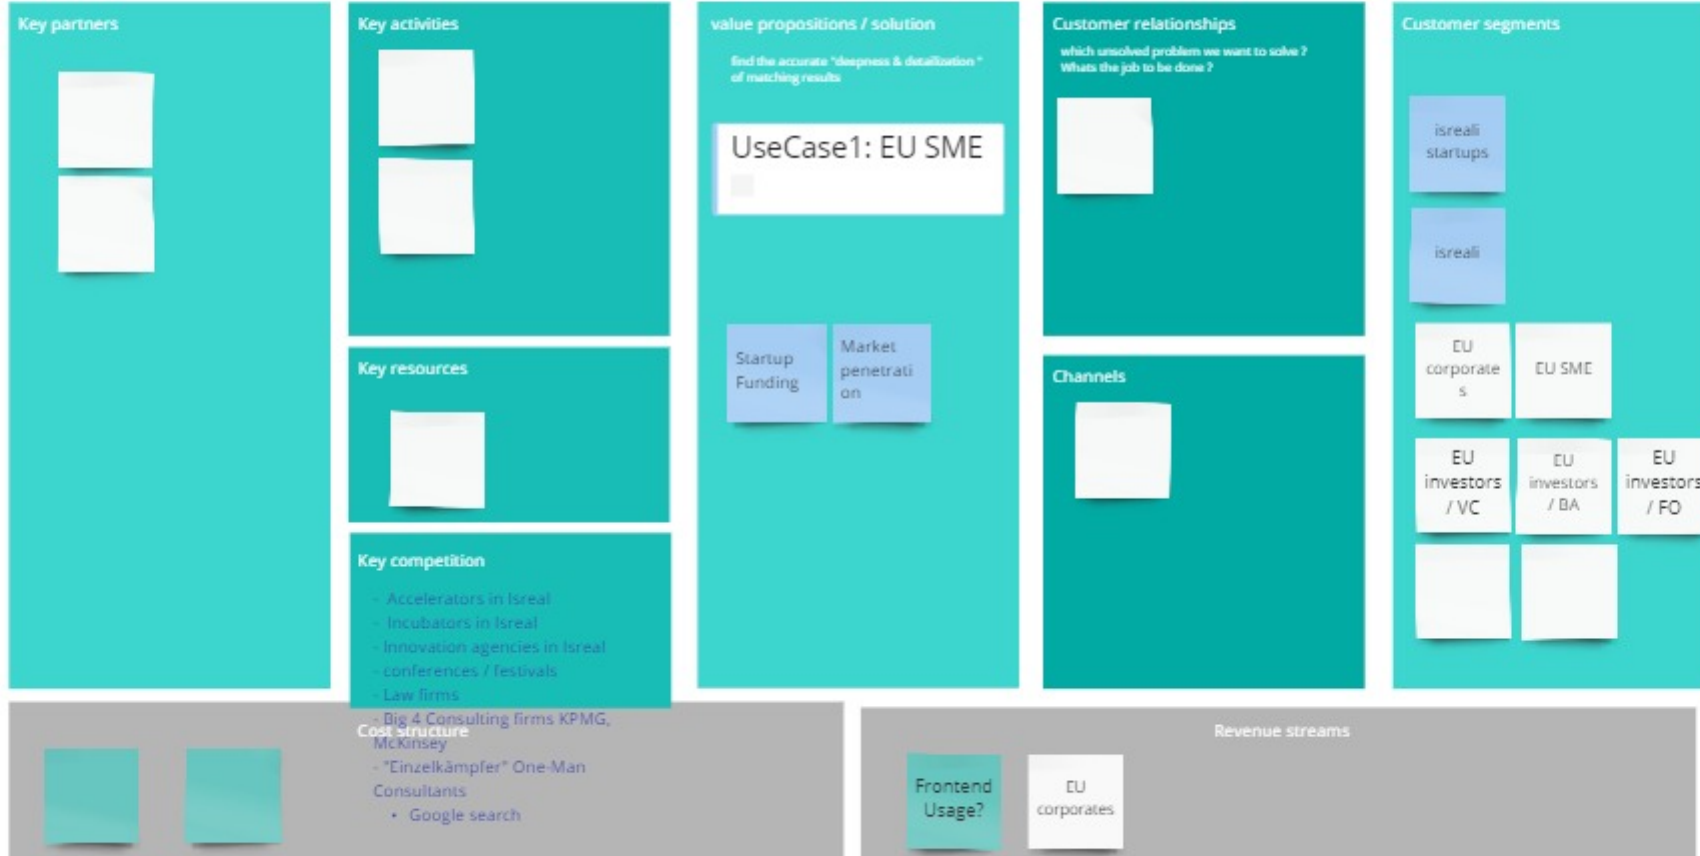 Key partners
Key activities
value propositions / solution
find the accurate "deepness & detailization "
of matching results
UseCase1: EU SME
Startup
Funding
Market
penetrati
on
Customer relationships
which unsolved problem we want to solve ?
Whats the job to be done ?
Customer segments
isreali
startups
isreali
EU
corporate
s
EU SME
EU
investors
/ VC
EU
investors
/ BA
EU
investors
/ FO
Key resources
Channels
Key competition
- Accelerators in Isreal
- Incubators in Isreal
- Innovation agencies in Isreal
- conferences / festivals
- Law firms
- Big 4 Consulting firms KPMG,
McKinsey
- "Einzelkämpfer" One-Man
Consultants
• Google search
Cost structure
Revenue streams
Frontend
Usage?
EU
corporates